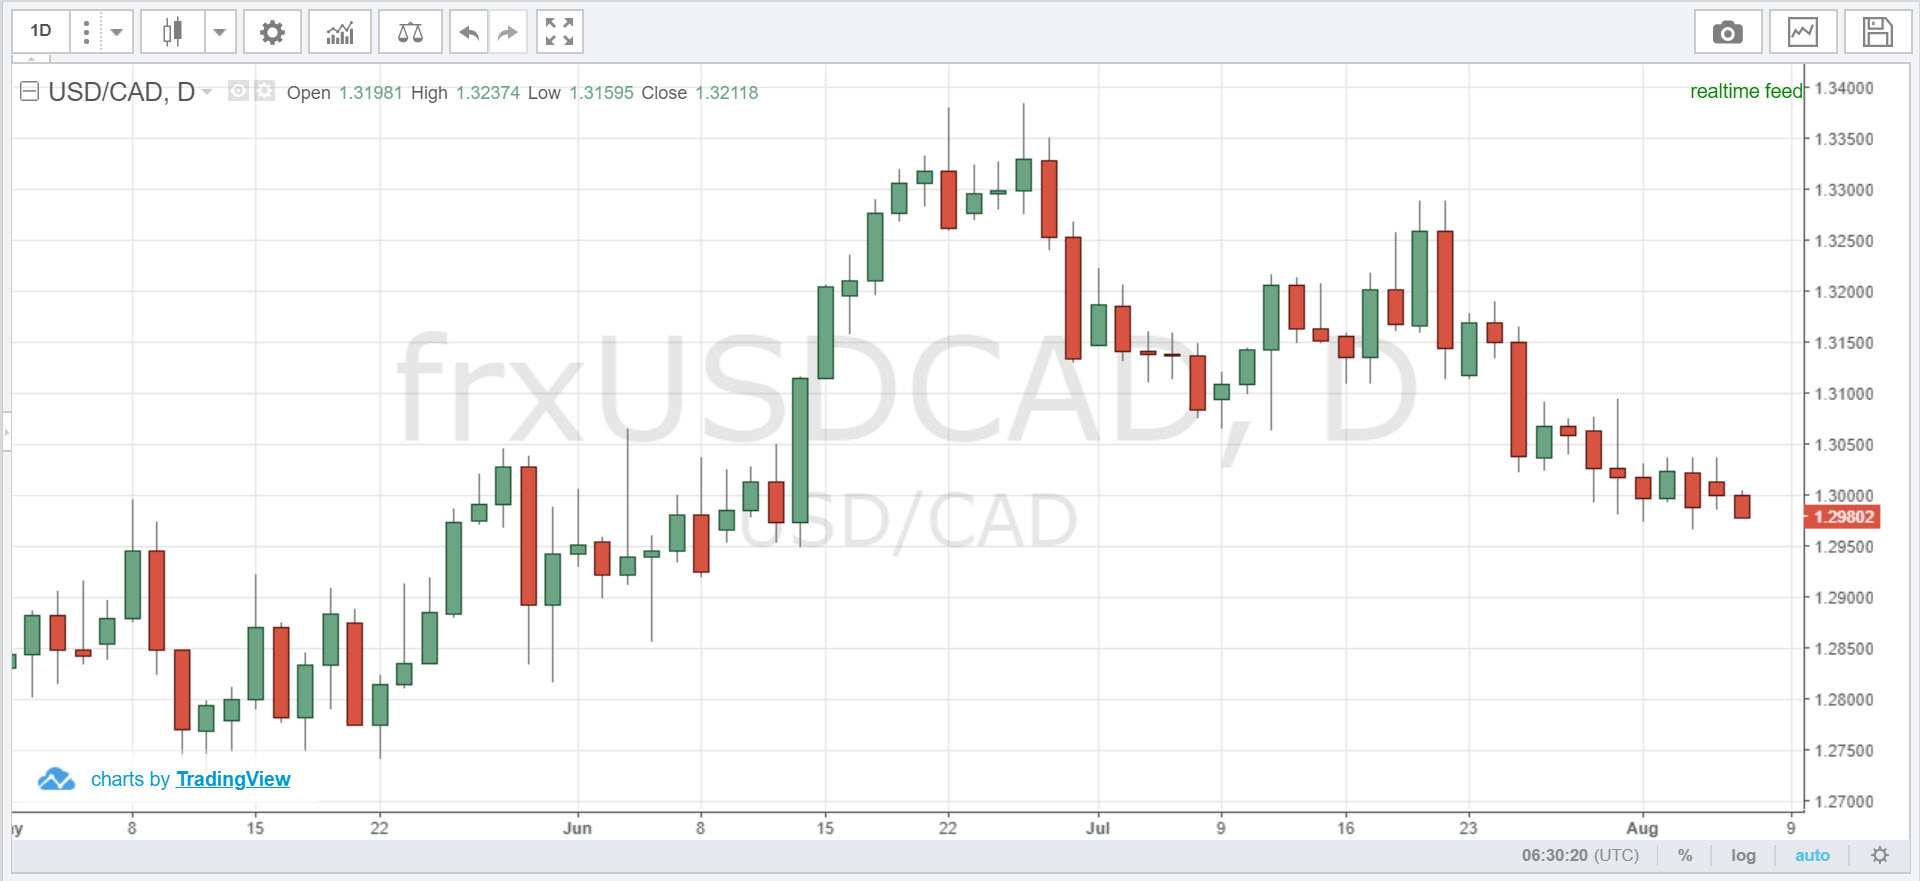 1D
USD/CAD, D Open 1.31981 High 1.32374 Low 1.31595 Close 1.32118
realtime feed
1.34000
1.33500
1.33000
1.32500
1.32000
1.31500
1.31000
1.30500
1.30000
1.29802
1.29500
1.29000
1.28500
1.28000
1.27500
1.27000
frxUSDCAD, D
USD/CAD
charts by TradingView
y 8 15 22 Jun 8 15 22 Jul 9 16 23 Aug 9
06:30:20 (UTC) % log auto